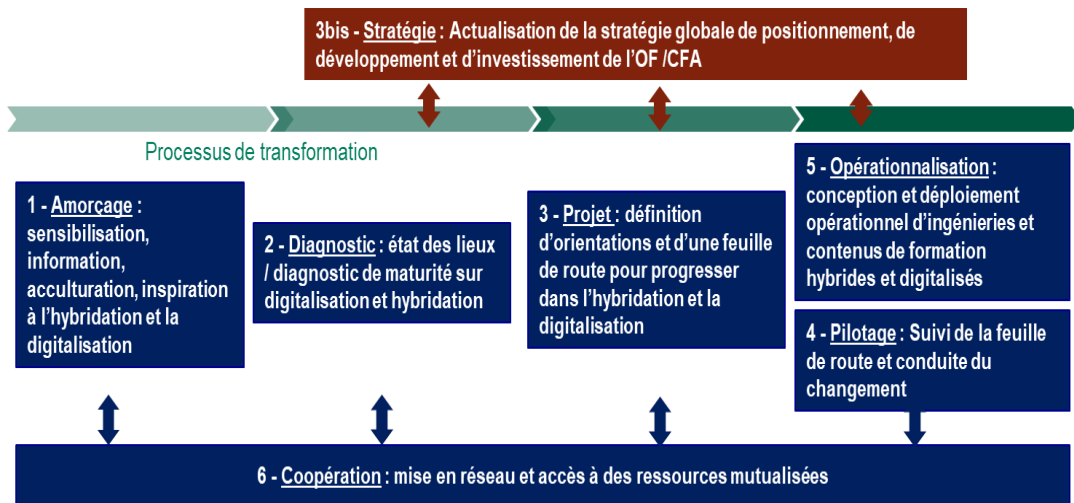 3bis - Stratégie : Actualisation de la stratégie globale de positionnement, de
développement et d'investissement de l'OF /CFA
Processus de transformation
1 - Amorçage :
sensibilisation,
information,
acculturation, inspiration
à l'hybridation et la
digitalisation
2 - Diagnostic : état des lieux
/ diagnostic de maturité sur
digitalisation et hybridation
3 - Projet : définition
d'orientations et d'une feuille
de route pour progresser
dans l'hybridation et la
digitalisation
5 - Opérationnalisation :
conception et déploiement
opérationnel d'ingénieries et
contenus de formation
hybrides et digitalisés
4 - Pilotage : Suivi de la feuille
de route et conduite du
changement
6 - Coopération : mise en réseau et accès à des ressources mutualisées